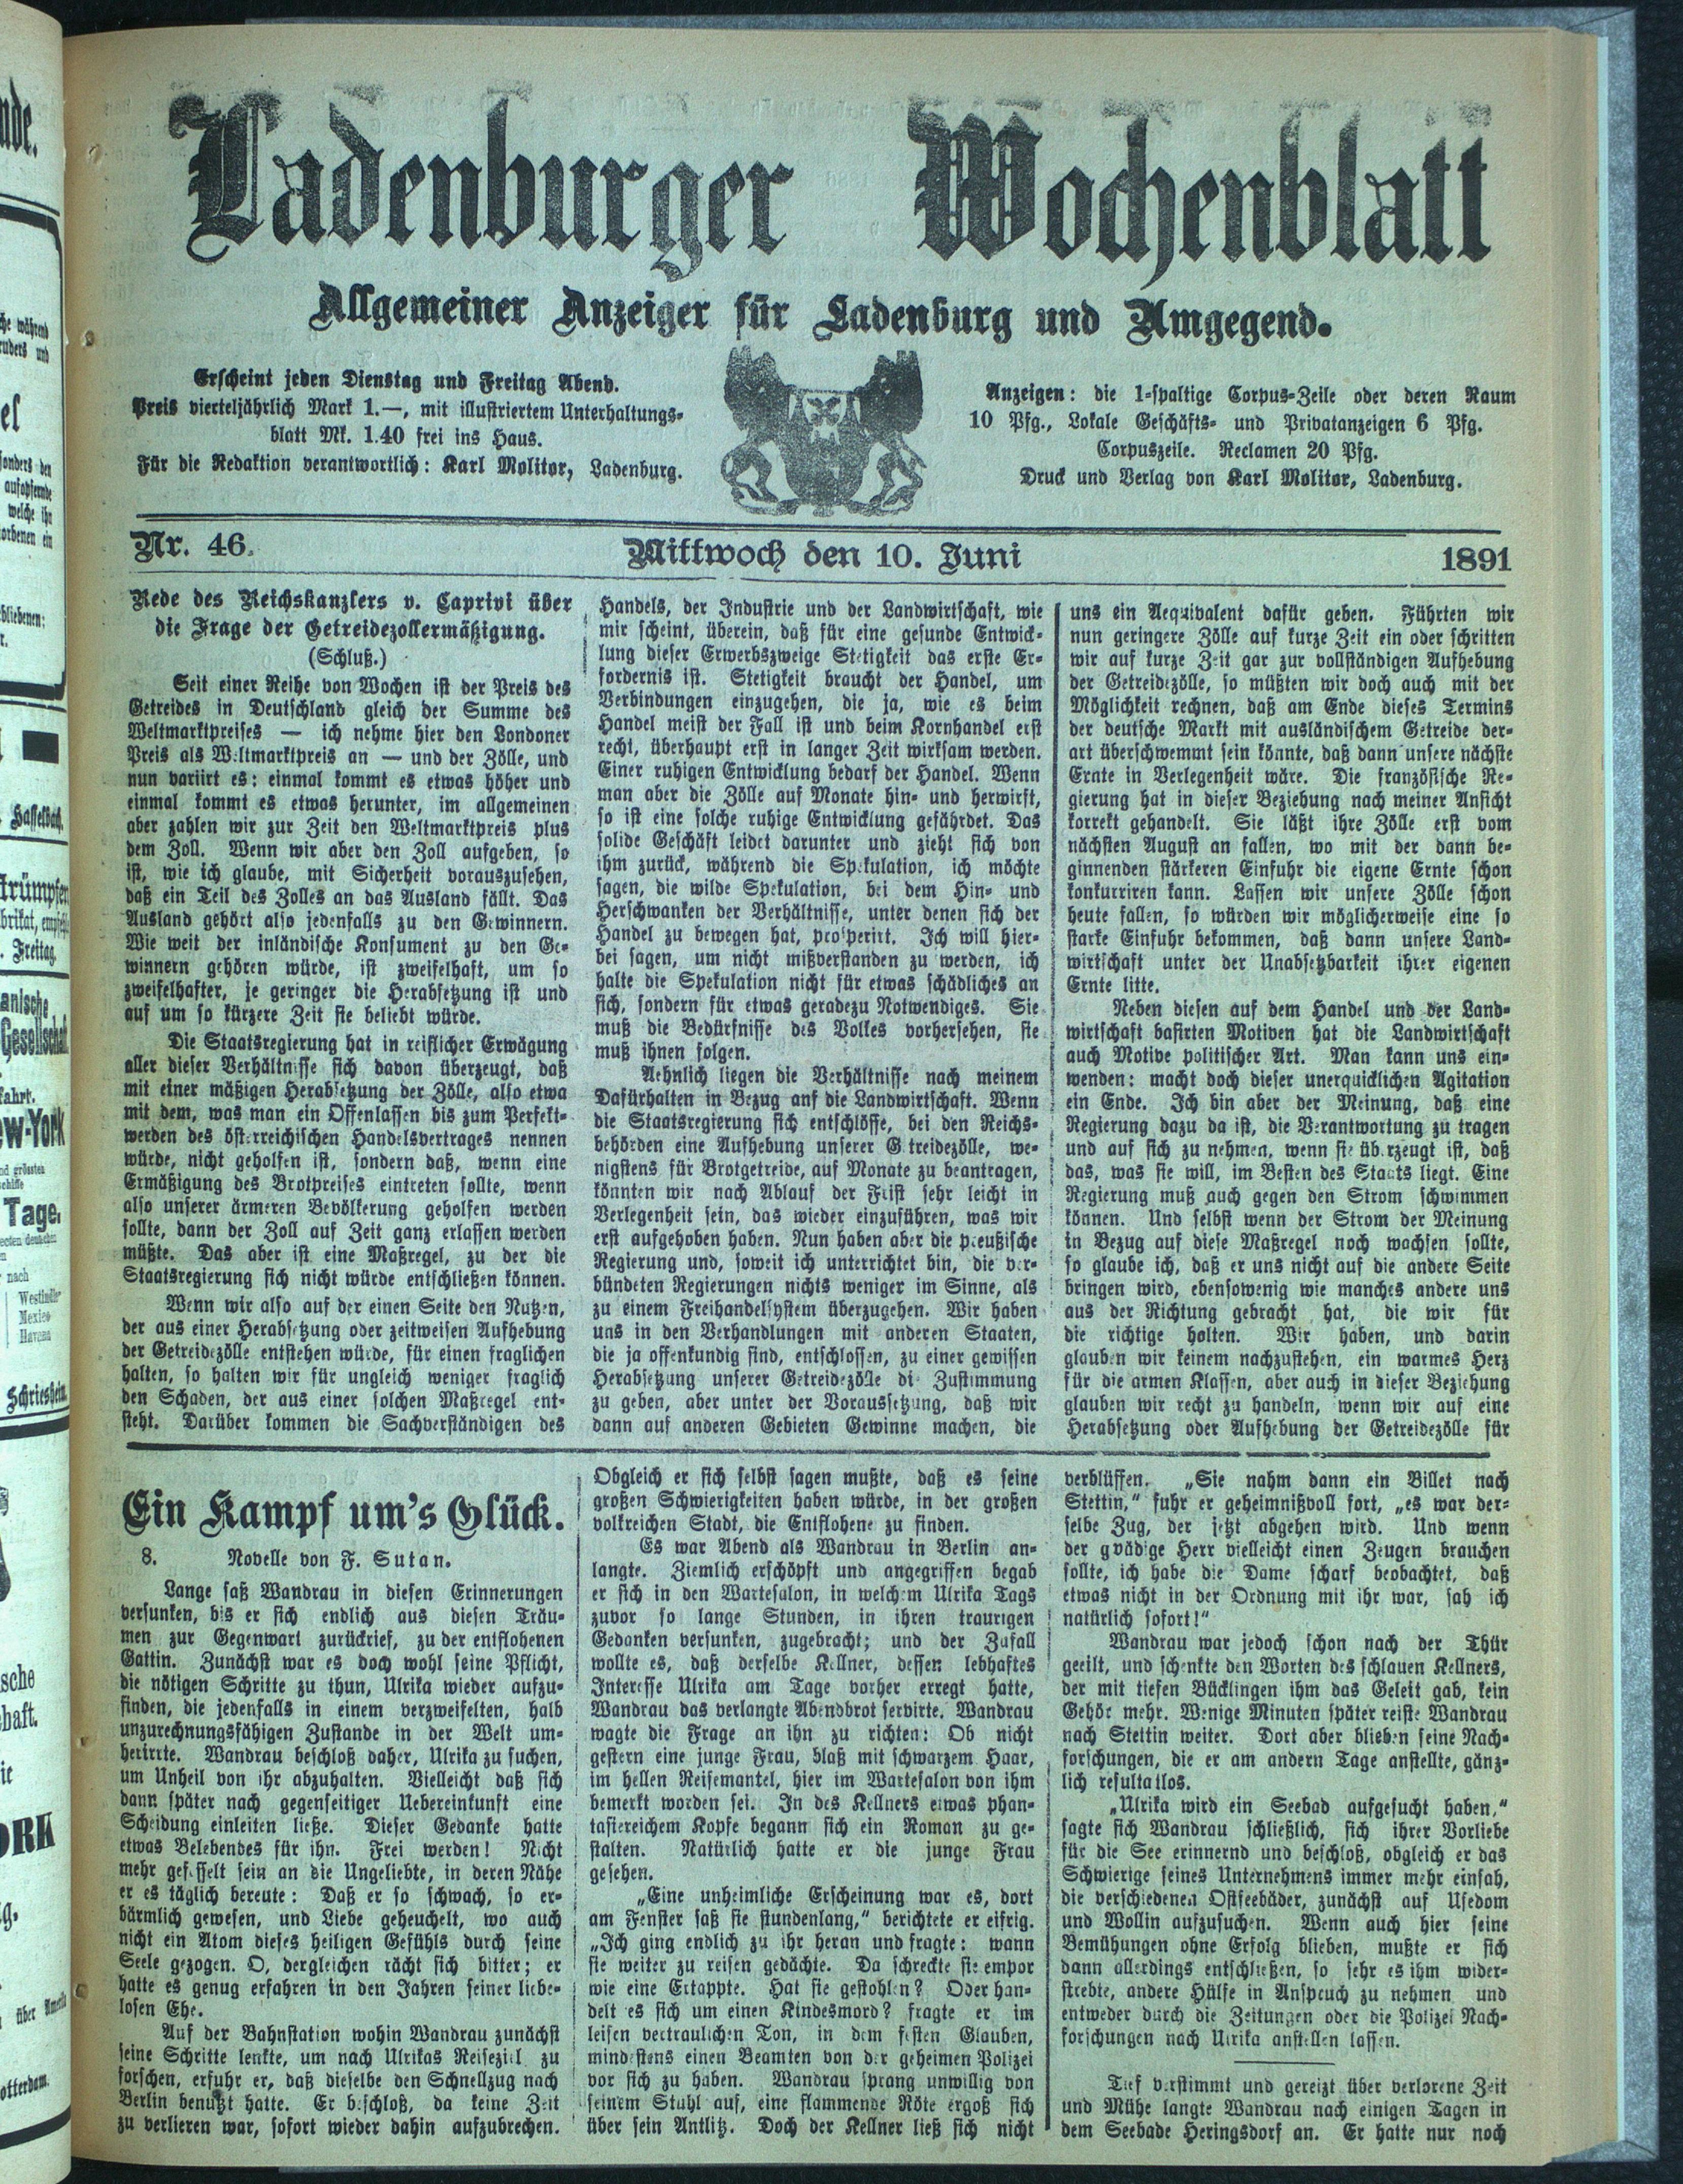 Ladenburger Wochenblatt
Allgemeiner Anzeiger für Ladenburg und Umgegend.
Erscheint jeden Dienstag und Freitag Abend.
Preis vierteljährlich Mark 1.—, mit illustriertem Unterhaltungs-
blatt Mk. 1.40 frei ins Haus.
Für die Redaktion verantwortlich: Karl Molitor, Ladenburg.
Anzeigen: die 1-spaltige Corpus-Zeile oder deren Raum
10 Pfg., Lokale Geschäfts- und Privatanzeigen 6 Pfg.
Corpuszeile. Reclamen 20 Pfg.
Druck und Verlag von Karl Molitor, Ladenburg.
Nr. 46.
Mittwoch den 10. Juni
1891
Rede des Reichskanzlers v. Caprivi über
die Frage der Getreidezollermäßigung.
(Schluß.)
Seit einer Reihe von Wochen ist der Preis des
Getreides in Deutschland gleich der Summe des
Weltmarktpreises — ich nehme hier den Londoner
Preis als Weltmarktpreis an — und der Zölle, und
nun variirt es: einmal kommt es etwas höher und
einmal kommt es etwas herunter, im allgemeinen
aber zahlen wir zur Zeit den Weltmarktpreis plus
dem Zoll. Wenn wir aber den Zoll aufgeben, so
ist, wie ich glaube, mit Sicherheit vorauszusehen,
daß ein Teil des Zolles an das Ausland fällt. Das
Ausland gehört also jedenfalls zu den Gewinnern.
Wie weit der inländische Konsument zu den Ge-
winnern gehören würde, ist zweifelhaft, um so
zweifelhafter, je geringer die Herabsetzung ist und
auf um so kürzere Zeit sie beliebt würde.
Die Staatsregierung hat in reiflicher Erwägung
aller dieser Verhältnisse sich davon überzeugt, daß
mit einer mäßigen Herabsetzung der Zölle, also etwa
mit dem, was man ein Offenlassen bis zum Perfekt-
werden des österreichischen Handelsvertrages nennen
würde, nicht geholfen ist, sondern daß, wenn eine
Ermäßigung des Brotpreises eintreten sollte, wenn
also unserer ärmeren Bevölkerung geholfen werden
sollte, dann der Zoll auf Zeit ganz erlassen werden
müßte. Das aber ist eine Maßregel, zu der die
Staatsregierung sich nicht würde entschließen können.
Wenn wir also auf der einen Seite den Nutzen,
der aus einer Herabsetzung oder zeitweisen Aufhebung
der Getreidezölle entstehen würde, für einen fraglichen
halten, so halten wir für ungleich weniger fraglich
den Schaden, der aus einer solchen Maßregel ent-
steht. Darüber kommen die Sachverständigen des
Handels, der Industrie und der Landwirtschaft, wie
mir scheint, überein, daß für eine gesunde Entwick-
lung dieser Erwerbszweige Stetigkeit das erste Er-
fordernis ist. Stetigkeit braucht der Handel, um
Verbindungen einzugehen, die ja, wie es beim
Handel meist der Fall ist und beim Kornhandel erst
recht, überhaupt erst in langer Zeit wirksam werden.
Einer ruhigen Entwicklung bedarf der Handel. Wenn
man aber die Zölle auf Monate hin- und herwirft,
so ist eine solche ruhige Entwicklung gefährdet. Das
solide Geschäft leidet darunter und zieht sich von
ihm zurück, während die Spekulation, ich möchte
sagen, die wilde Spekulation, bei dem Hin- und
Herschwanken der Verhältnisse, unter denen sich der
Handel zu bewegen hat, prosperirt. Ich will hier-
bei sagen, um nicht mißverstanden zu werden, ich
halte die Spekulation nicht für etwas schädliches an
sich, sondern für etwas geradezu Notwendiges. Sie
muß die Bedürfnisse des Volkes vorhersehen, sie
muß ihnen folgen.
Aehnlich liegen die Verhältnisse nach meinem
Dafürhalten in Bezug auf die Landwirtschaft. Wenn
die Staatsregierung sich entschlösse, bei den Reichs-
behörden eine Aufhebung unserer Getreidezölle, we-
nigstens für Brotgetreide, auf Monate zu beantragen,
könnten wir nach Ablauf der Frist sehr leicht in
Verlegenheit sein, das wieder einzuführen, was wir
erst aufgehoben haben. Nun haben aber die preußische
Regierung und, soweit ich unterrichtet bin, die ver-
bündeten Regierungen nichts weniger im Sinne, als
zu einem Freihandelsystem überzugehen. Wir haben
uns in den Verhandlungen mit anderen Staaten,
die ja offenkundig sind, entschlossen, zu einer gewissen
Herabsetzung unserer Getreidezölle die Zustimmung
zu geben, aber unter der Voraussetzung, daß wir
dann auf anderen Gebieten Gewinne machen, die
uns ein Aequivalent dafür geben. Führten wir
nun geringere Zölle auf kurze Zeit ein oder schritten
wir auf kurze Zeit gar zur vollständigen Aufhebung
der Getreidezölle, so müßten wir doch auch mit der
Möglichkeit rechnen, daß am Ende dieses Termins
der deutsche Markt mit ausländischem Getreide der-
art überschwemmt sein könnte, daß dann unsere nächste
Ernte in Verlegenheit wäre. Die französische Re-
gierung hat in dieser Beziehung nach meiner Ansicht
korrekt gehandelt. Sie läßt ihre Zölle erst vom
nächsten August an fallen, wo mit der dann be-
ginnenden stärkeren Einfuhr die eigene Ernte schon
konkurriren kann. Lassen wir unsere Zölle schon
heute fallen, so würden wir möglicherweise eine so
starke Einfuhr bekommen, daß dann unsere Land-
wirtschaft unter der Unabsetzbarkeit ihrer eigenen
Ernte litte.
Neben diesen auf dem Handel und der Land-
wirtschaft basirten Motiven hat die Landwirtschaft
auch Motive politischer Art. Man kann uns ein-
wenden: macht doch dieser unerquicklichen Agitation
ein Ende. Ich bin aber der Meinung, daß eine
Regierung dazu da ist, die Verantwortung zu tragen
und auf sich zu nehmen, wenn sie überzeugt ist, daß
das, was sie will, im Besten des Staats liegt. Eine
Regierung muß auch gegen den Strom schwimmen
können. Und selbst wenn der Strom der Meinung
in Bezug auf diese Maßregel noch wachsen sollte,
so glaube ich, daß er uns nicht auf die andere Seite
bringen wird, ebensowenig wie manches andere uns
aus der Richtung gebracht hat, die wir für
die richtige halten. Wir haben, und darin
glauben wir keinem nachzustehen, ein warmes Herz
für die armen Klassen, aber auch in dieser Beziehung
glauben wir recht zu handeln, wenn wir auf eine
Herabsetzung oder Aufhebung der Getreidezölle für
Ein Kampf um's Glück.
8. Novelle von F. Sutan.
Lange saß Wandrau in diesen Erinnerungen
versunken, bis er sich endlich aus diesen Träu-
men zur Gegenwart zurückrief, zu der entflohenen
Gattin. Zunächst war es doch wohl seine Pflicht,
die nötigen Schritte zu thun, Ulrika wieder aufzu-
finden, die jedenfalls in einem verzweifelten, halb
unzurechnungsfähigen Zustande in der Welt um-
herirrte. Wandrau beschloß daher, Ulrika zu suchen,
um Unheil von ihr abzuhalten. Vielleicht daß sich
dann später nach gegenseitiger Uebereinkunft eine
Scheidung einleiten ließe. Dieser Gedanke hatte
etwas Belebendes für ihn. Frei werden! Nicht
mehr gefesselt sein an die Ungeliebte, in deren Nähe
er es täglich bereute: Daß er so schwach, so er-
bärmlich gewesen, und Liebe geheuchelt, wo auch
nicht ein Atom dieses heiligen Gefühls durch seine
Seele gezogen. O, dergleichen rächt sich bitter; er
hatte es genug erfahren in den Jahren seiner liebe-
losen Ehe.
Auf der Bahnstation wohin Wandrau zunächst
seine Schritte lenkte, um nach Ulrikas Reiseziel zu
forschen, erfuhr er, daß dieselbe den Schnellzug nach
Berlin benutzt hatte. Er beschloß, da keine Zeit
zu verlieren war, sofort wieder dahin aufzubrechen.
Obgleich er sich selbst sagen mußte, daß es seine
großen Schwierigkeiten haben würde, in der großen
volkreichen Stadt, die Entflohene zu finden.
Es war Abend als Wandrau in Berlin an-
langte. Ziemlich erschöpft und angegriffen begab
er sich in den Wartesalon, in welchem Ulrika Tags
zuvor so lange Stunden, in ihren traurigen
Gedanken versunken, zugebracht; und der Zufall
wollte es, daß derselbe Kellner, dessen lebhaftes
Interesse Ulrika am Tage vorher erregt hatte,
Wandrau das verlangte Abendbrot servirte. Wandrau
wagte die Frage an ihn zu richten: Ob nicht
gestern eine junge Frau, blaß mit schwarzem Haar,
im hellen Reisemantel, hier im Wartesalon von ihm
bemerkt worden sei. In des Kellners etwas phan-
tasiereichem Kopfe begann sich ein Roman zu ge-
stalten. Natürlich hatte er die junge Frau
gesehen.
„Eine unheimliche Erscheinung war es, dort
am Fenster saß sie stundenlang,“ berichtete er eifrig.
„Ich ging endlich zu ihr heran und fragte: wann
sie weiter zu reisen gedächte. Da schreckte sie empor
wie eine Ertappte. Hat sie gestohlen? Oder han-
delt es sich um einen Kindesmord? fragte er im
leisen vertraulichen Ton, in dem festen Glauben,
mindestens einen Beamten von der geheimen Polizei
vor sich zu haben. Wandrau sprang unwillig von
seinem Stuhl auf, eine flammende Röte ergoß sich
über sein Antlitz. Doch der Kellner ließ sich nicht
verblüffen. „Sie nahm dann ein Billet nach
Stettin,“ fuhr er geheimnißvoll fort, „es war der-
selbe Zug, der jetzt abgehen wird. Und wenn
der gnädige Herr vielleicht einen Zeugen brauchen
sollte, ich habe die Dame scharf beobachtet, daß
etwas nicht in der Ordnung mit ihr war, sah ich
natürlich sofort!“
Wandrau war jedoch schon nach der Thür
geeilt, und schenkte den Worten des schlauen Kellners,
der mit tiefen Bücklingen ihm das Geleit gab, kein
Gehör mehr. Wenige Minuten später reiste Wandrau
nach Stettin weiter. Dort aber blieben seine Nach-
forschungen, die er am andern Tage anstellte, gänz-
lich resultatlos.
„Ulrika wird ein Seebad aufgesucht haben,“
sagte sich Wandrau schließlich, sich ihrer Vorliebe
für die See erinnernd und beschloß, obgleich er das
Schwierige seines Unternehmens immer mehr einsah,
die verschiedenen Ostseebäder, zunächst auf Usedom
und Wollin aufzusuchen. Wenn auch hier seine
Bemühungen ohne Erfolg blieben, mußte er sich
dann allerdings entschließen, so sehr es ihm wider-
strebte, andere Hülfe in Anspruch zu nehmen und
entweder durch die Zeitungen oder die Polizei Nach-
forschungen nach Ulrika anstellen lassen.
Tief verstimmt und gereizt über verlorene Zeit
und Mühe langte Wandrau nach einigen Tagen in
dem Seebade Heringsdorf an. Er hatte nur noch